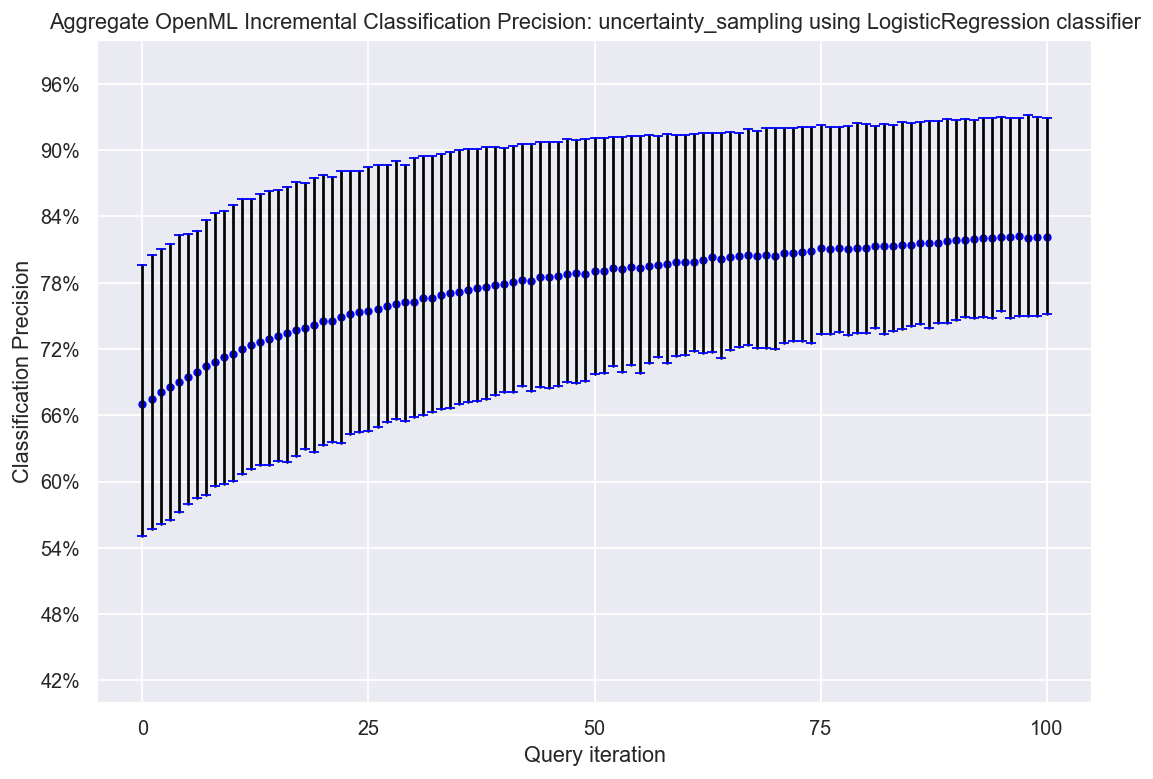 Aggregate OpenML Incremental Classification Precision: uncertainty_sampling using LogisticRegression classifier
96%
90%
84%
78%
72%
66%
60%
54%
48%
42%
Classification Precision
0 25 50 75 100
Query iteration